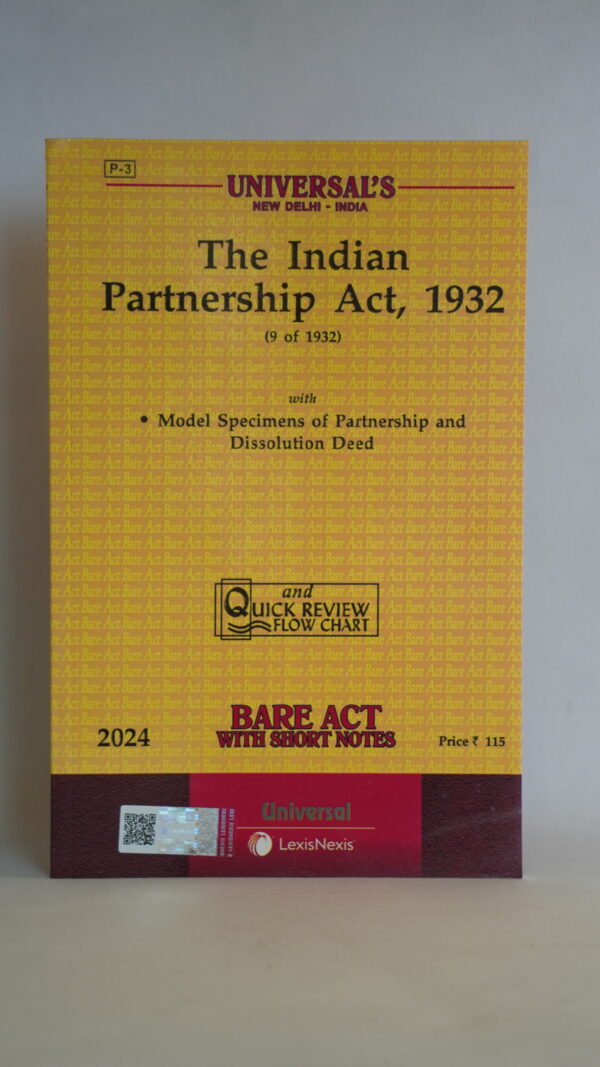 P-3
UNIVERSAL'S
NEW DELHI - INDIA
The Indian
Partnership Act, 1932
(9 of 1932)
with
• Model Specimens of Partnership and
Dissolution Deed
and
QUICK REVIEW
FLOW CHART
BARE ACT
WITH SHORT NOTES
2024
Price ₹ 115
Universal
LexisNexis